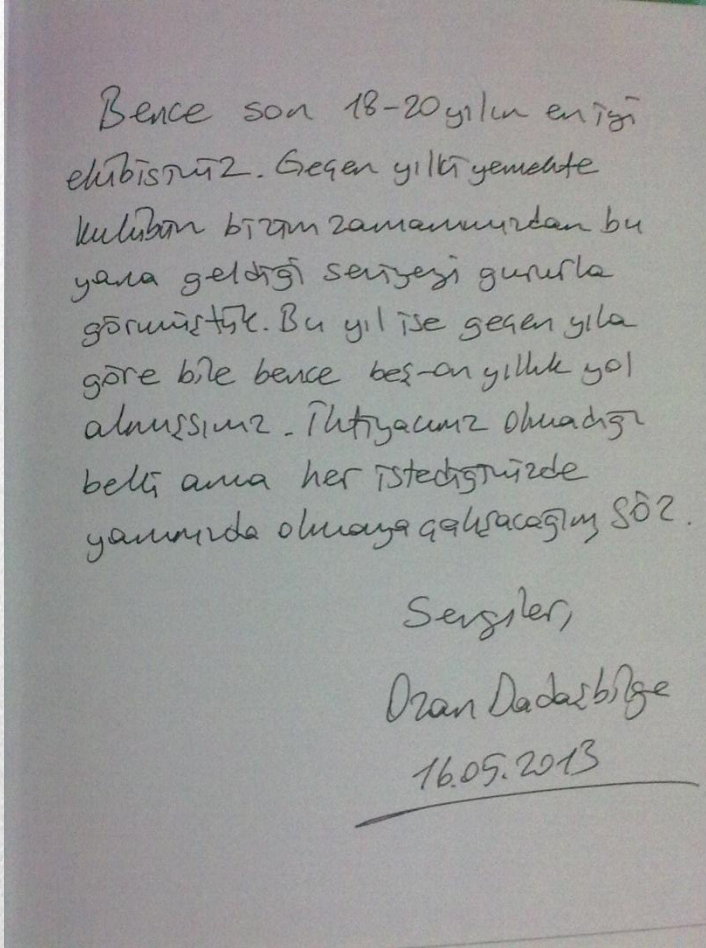 Bence son 18-20 yılın en iyi
ekibisiniz. Geçen yılki yemekte
kulübün bizim zamanımızdan bu
yana geldiği seviyeyi gururla
görmüştük. Bu yıl ise geçen yıla
göre bile bence beş-on yıllık yol
almışsınız. İhtiyacınız olmadığı
belli ama her istediğinizde
yanınızda olmaya çalışacağım söz.
Sevgiler,
Ozan Dadaşbilge
16.05.2013